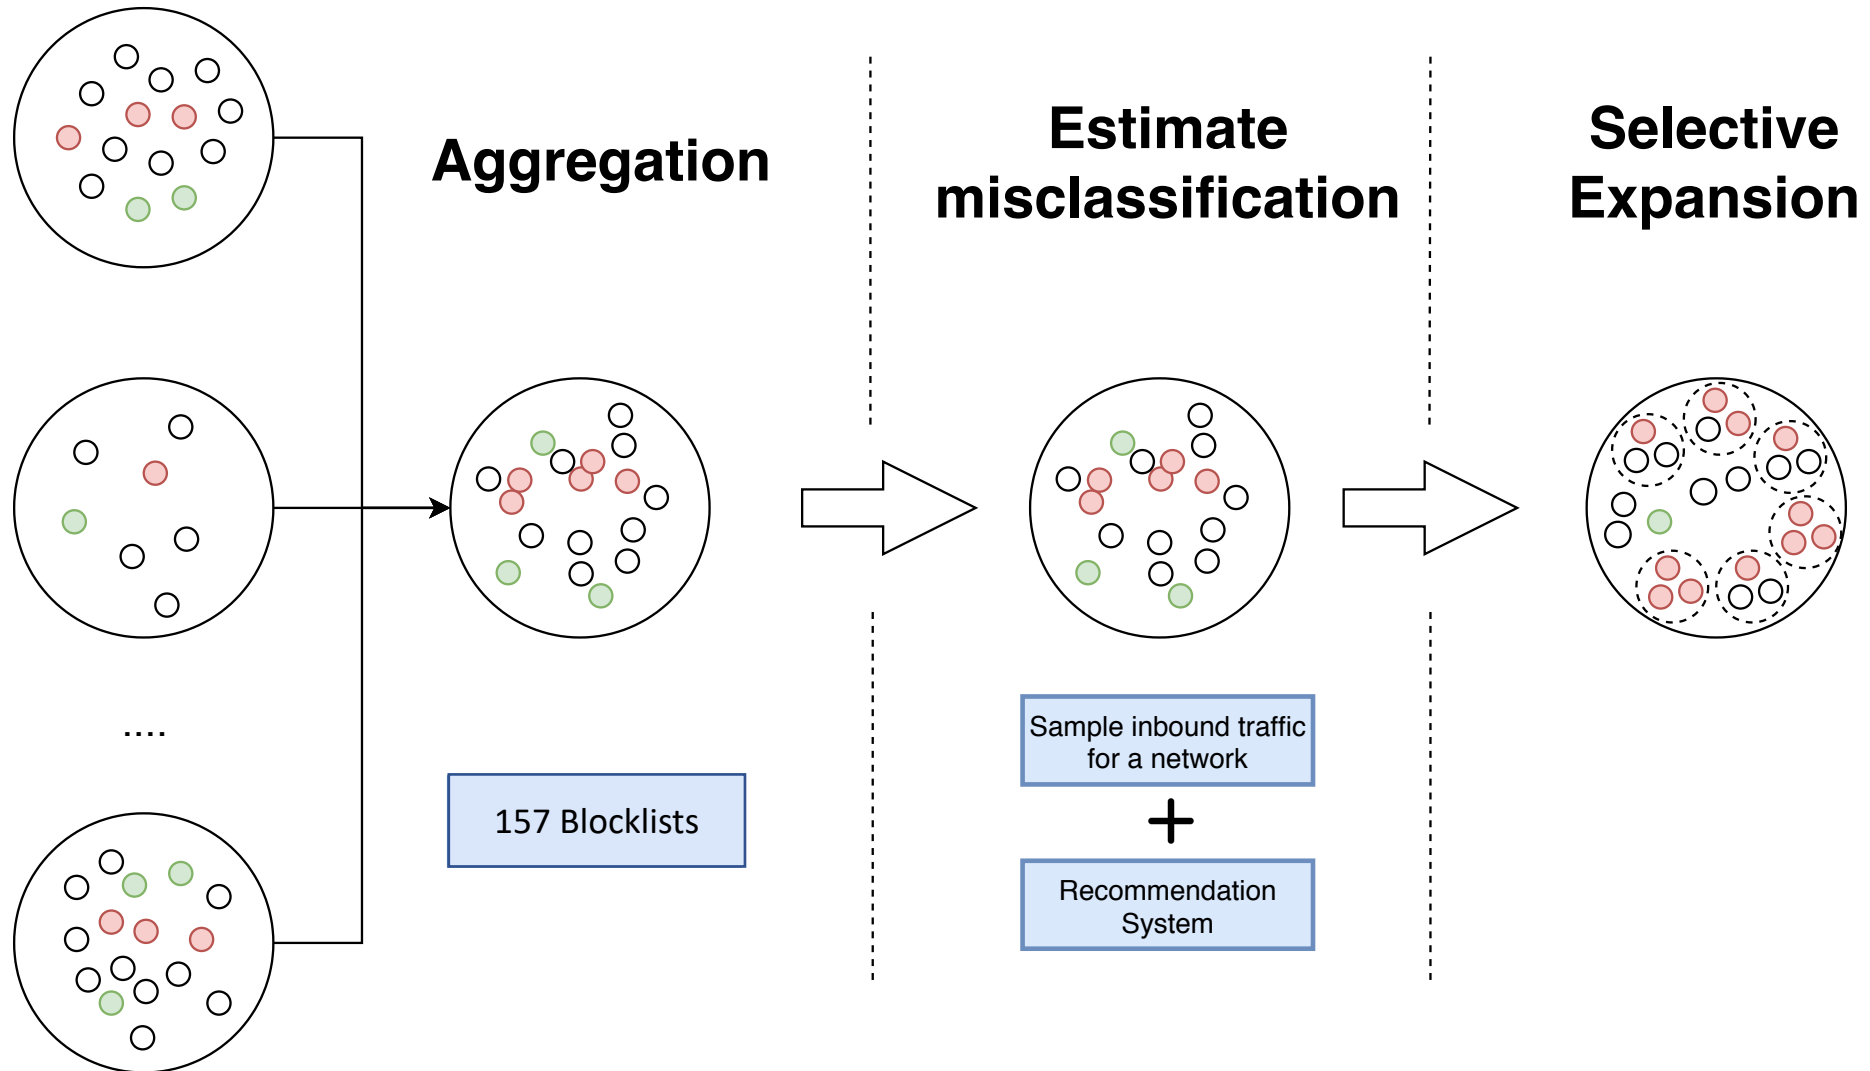 Aggregation
Estimate
misclassification
Selective
Expansion
....
157 Blocklists
Sample inbound traffic
for a network
+
Recommendation
System